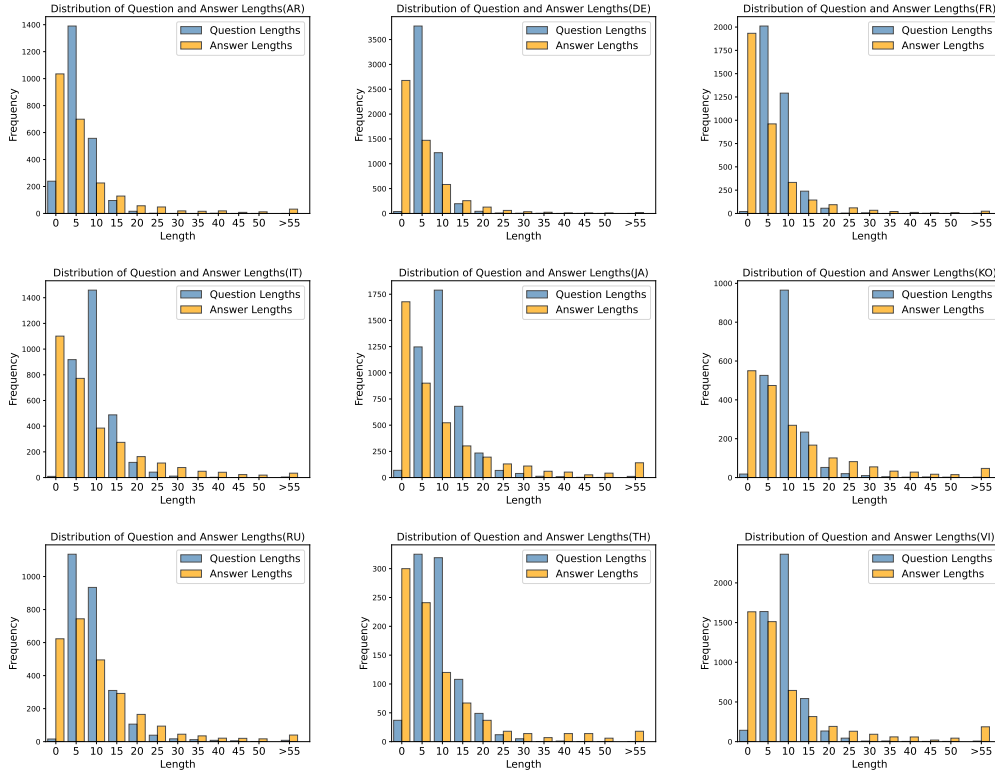 Distribution of Question and Answer Lengths(AR)
1400
1200
1000
800
600
400
200
0
Frequency
Question Lengths
Answer Lengths
0 5 10 15 20 25 30 35 40 45 50 >55
Length
Distribution of Question and Answer Lengths(DE)
3500
3000
2500
2000
1500
1000
500
0
Frequency
Question Lengths
Answer Lengths
0 5 10 15 20 25 30 35 40 45 50 >55
Length
Distribution of Question and Answer Lengths(FR)
2000
1750
1500
1250
1000
750
500
250
0
Frequency
Question Lengths
Answer Lengths
0 5 10 15 20 25 30 35 40 45 50 >55
Length
Distribution of Question and Answer Lengths(IT)
1400
1200
1000
800
600
400
200
0
Frequency
Question Lengths
Answer Lengths
0 5 10 15 20 25 30 35 40 45 50 >55
Length
Distribution of Question and Answer Lengths(JA)
1750
1500
1250
1000
750
500
250
0
Frequency
Question Lengths
Answer Lengths
0 5 10 15 20 25 30 35 40 45 50 >55
Length
Distribution of Question and Answer Lengths(KO)
1000
800
600
400
200
0
Frequency
Question Lengths
Answer Lengths
0 5 10 15 20 25 30 35 40 45 50 >55
Length
Distribution of Question and Answer Lengths(RU)
1000
800
600
400
200
0
Frequency
Question Lengths
Answer Lengths
0 5 10 15 20 25 30 35 40 45 50 >55
Length
Distribution of Question and Answer Lengths(TH)
300
250
200
150
100
50
0
Frequency
Question Lengths
Answer Lengths
0 5 10 15 20 25 30 35 40 45 50 >55
Length
Distribution of Question and Answer Lengths(VI)
2000
1500
1000
500
0
Frequency
Question Lengths
Answer Lengths
0 5 10 15 20 25 30 35 40 45 50 >55
Length